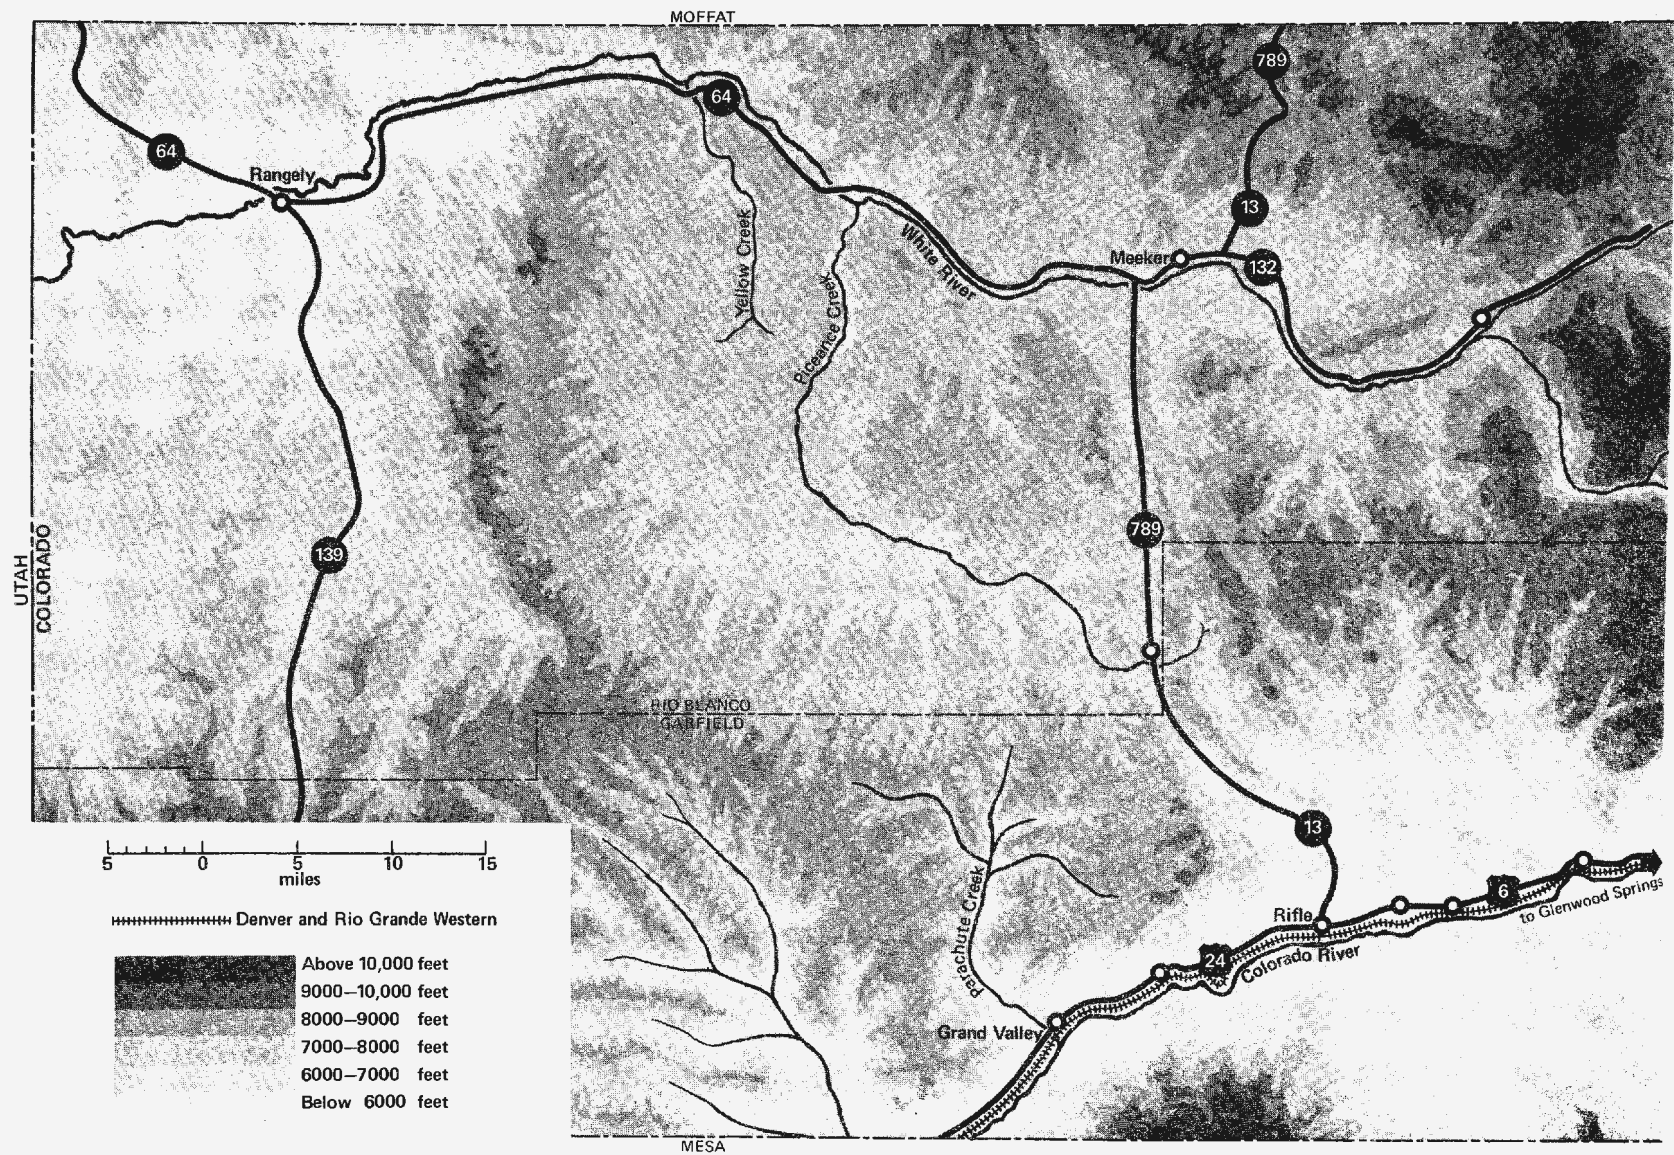 MOFFAT
789
64
64
Rangely
13
Yellow Creek
White River
Meeker
132
Piceance Creek
789
UTAH
COLORADO
139
RIO BLANCO
GARFIELD
13
5 0 5 10 15
miles
Denver and Rio Grande Western
Parachute Creek
6
to Glenwood Springs
Rifle
24
Colorado River
Above 10,000 feet
9000–10,000 feet
8000–9000 feet
7000–8000 feet
6000–7000 feet
Below 6000 feet
Grand Valley
MESA